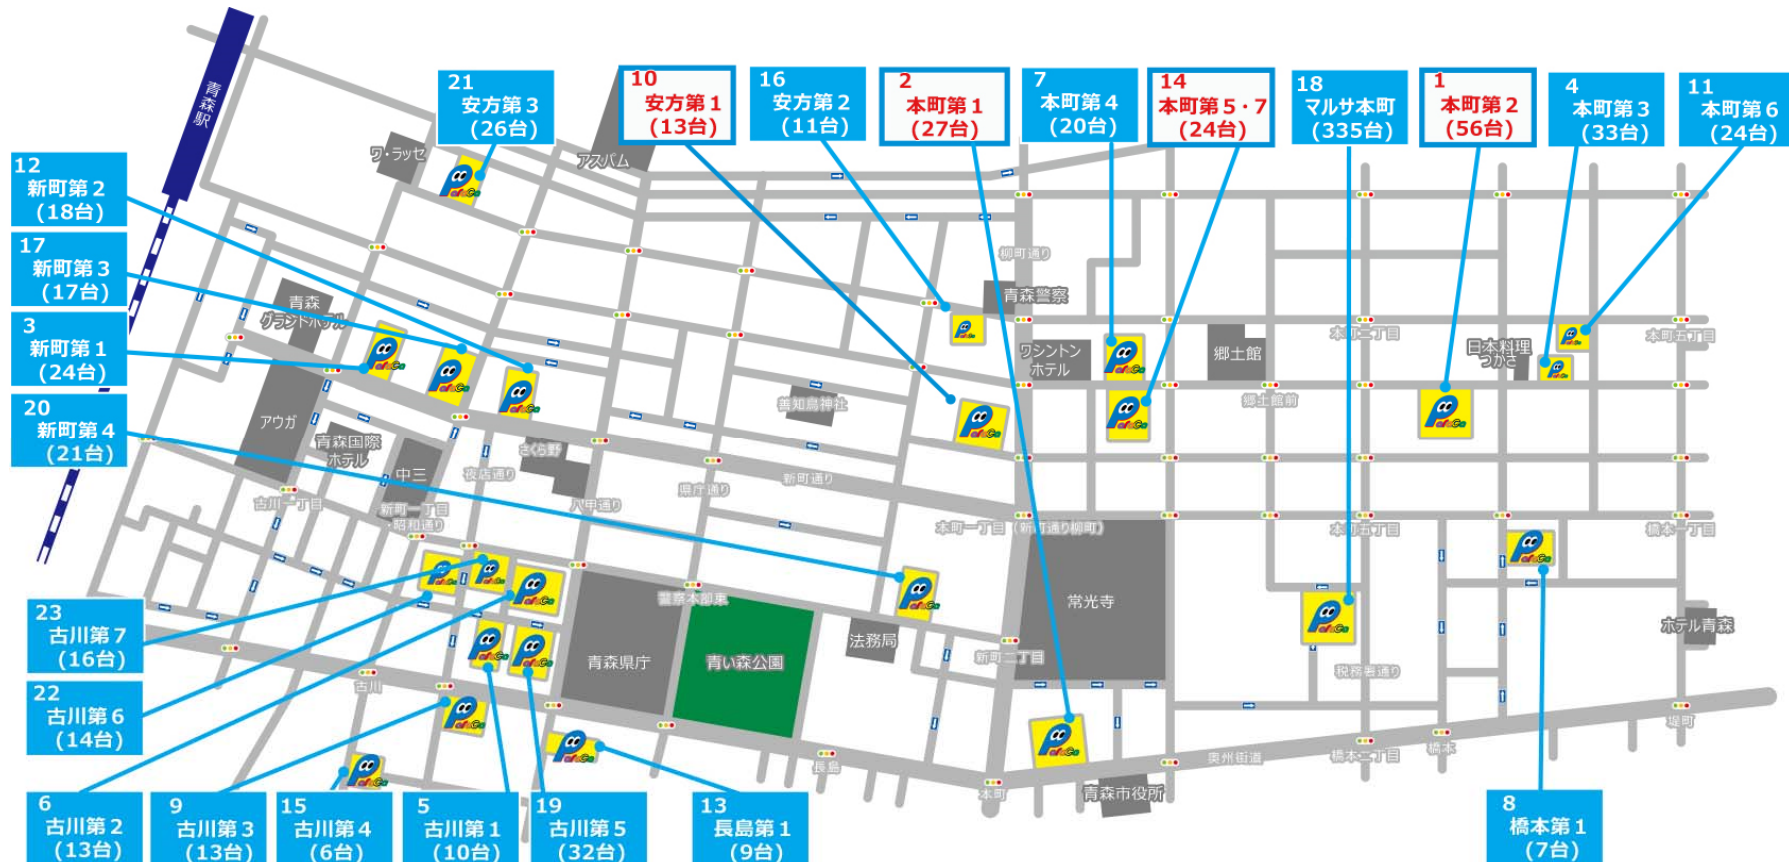 青森駅
21
安方第3
(26台)
10
安方第1
(13台)
16
安方第2
(11台)
2
本町第1
(27台)
7
本町第4
(20台)
14
本町第5・7
(24台)
18
マルサ本町
(335台)
1
本町第2
(56台)
4
本町第3
(33台)
11
本町第6
(24台)
12
新町第2
(18台)
17
新町第3
(17台)
3
新町第1
(24台)
20
新町第4
(21台)
ワ・ラッセ
アスパム
柳町通り
青森警察
青森
グランドホテル
ワシントン
ホテル
郷土館
本町二丁目
日本料理
つかさ
本町五丁目
郷土館前
アウガ
青森国際
ホテル
中三
さくら野
善知鳥神社
夜店通り
八甲通り
県庁通り
新町通り
古川一丁目
新町一丁目
昭和通り
本町一丁目(新町通り柳町)
本町五丁目
橋本一丁目
警察本部東
常光寺
青森県庁
青い森公園
法務局
新町二丁目
税務署通り
ホテル青森
古川
長島
本町
青森市役所
奥州街道
橋本二丁目
橋本
堤町
23
古川第7
(16台)
22
古川第6
(14台)
6
古川第2
(13台)
9
古川第3
(13台)
15
古川第4
(6台)
5
古川第1
(10台)
19
古川第5
(32台)
13
長島第1
(9台)
8
橋本第1
(7台)